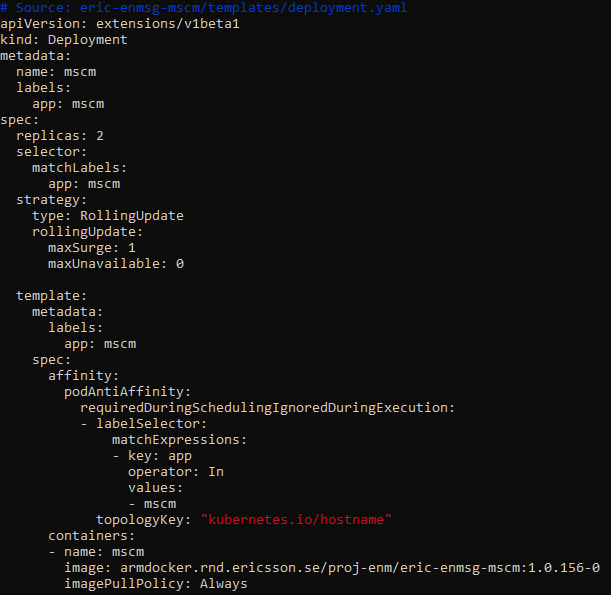 # Source: eric-enmsg-mscm/templates/deployment.yaml
apiVersion: extensions/v1beta1
kind: Deployment
metadata:
  name: mscm
  labels:
    app: mscm
spec:
  replicas: 2
  selector:
    matchLabels:
      app: mscm
  strategy:
      type: RollingUpdate
    rollingUpdate:
      maxSurge: 1
      maxUnavailable: 0

  template:
    metadata:
      labels:
        app: mscm
    spec:
      affinity:
        podAntiAffinity:
          requiredDuringSchedulingIgnoredDuringExecution:
          - labelSelector:
              matchExpressions:
              - key: app
                operator: In
                values:
                - mscm
            topologyKey: "kubernetes.io/hostname"
      containers:
      - name: mscm
        image: armdocker.rnd.ericsson.se/proj-enm/eric-enmsg-mscm:1.0.156-0
        imagePullPolicy: Always